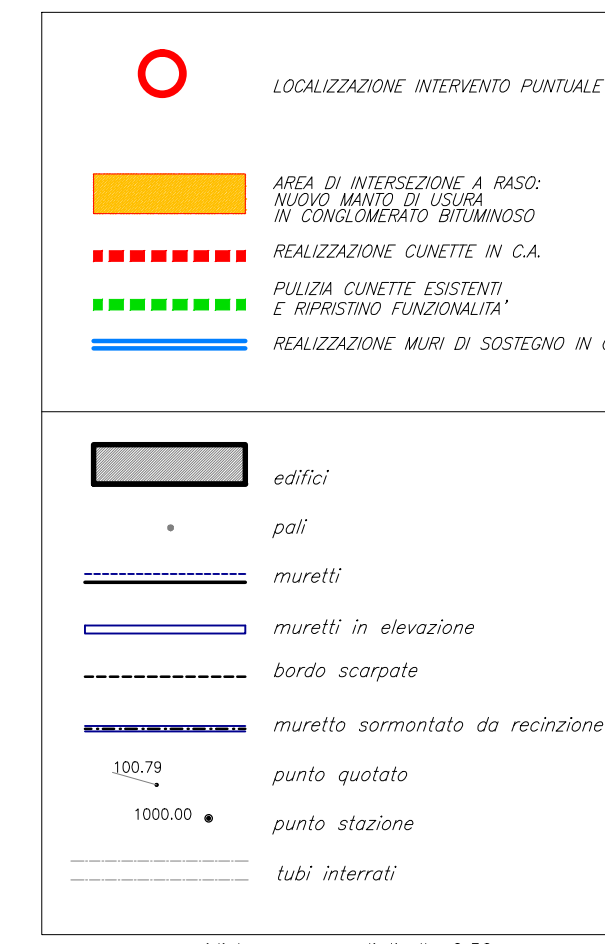 LOCALIZZAZIONE INTERVENTO PUNTUALE
AREA DI INTERSEZIONE A RASO:
NUOVO MANTO DI USURA
IN CONGLOMERATO BITUMINOSO
REALIZZAZIONE CUNETTE IN C.A.
PULIZIA CUNETTE ESISTENTI
E RIPRISTINO FUNZIONALITA'
REALIZZAZIONE MURI DI SOSTEGNO IN
edifici
pali
muretti
muretti in elevazione
bordo scarpate
muretto sormontato da recinzione
100.79
punto quotato
1000.00
punto stazione
tubi interrati